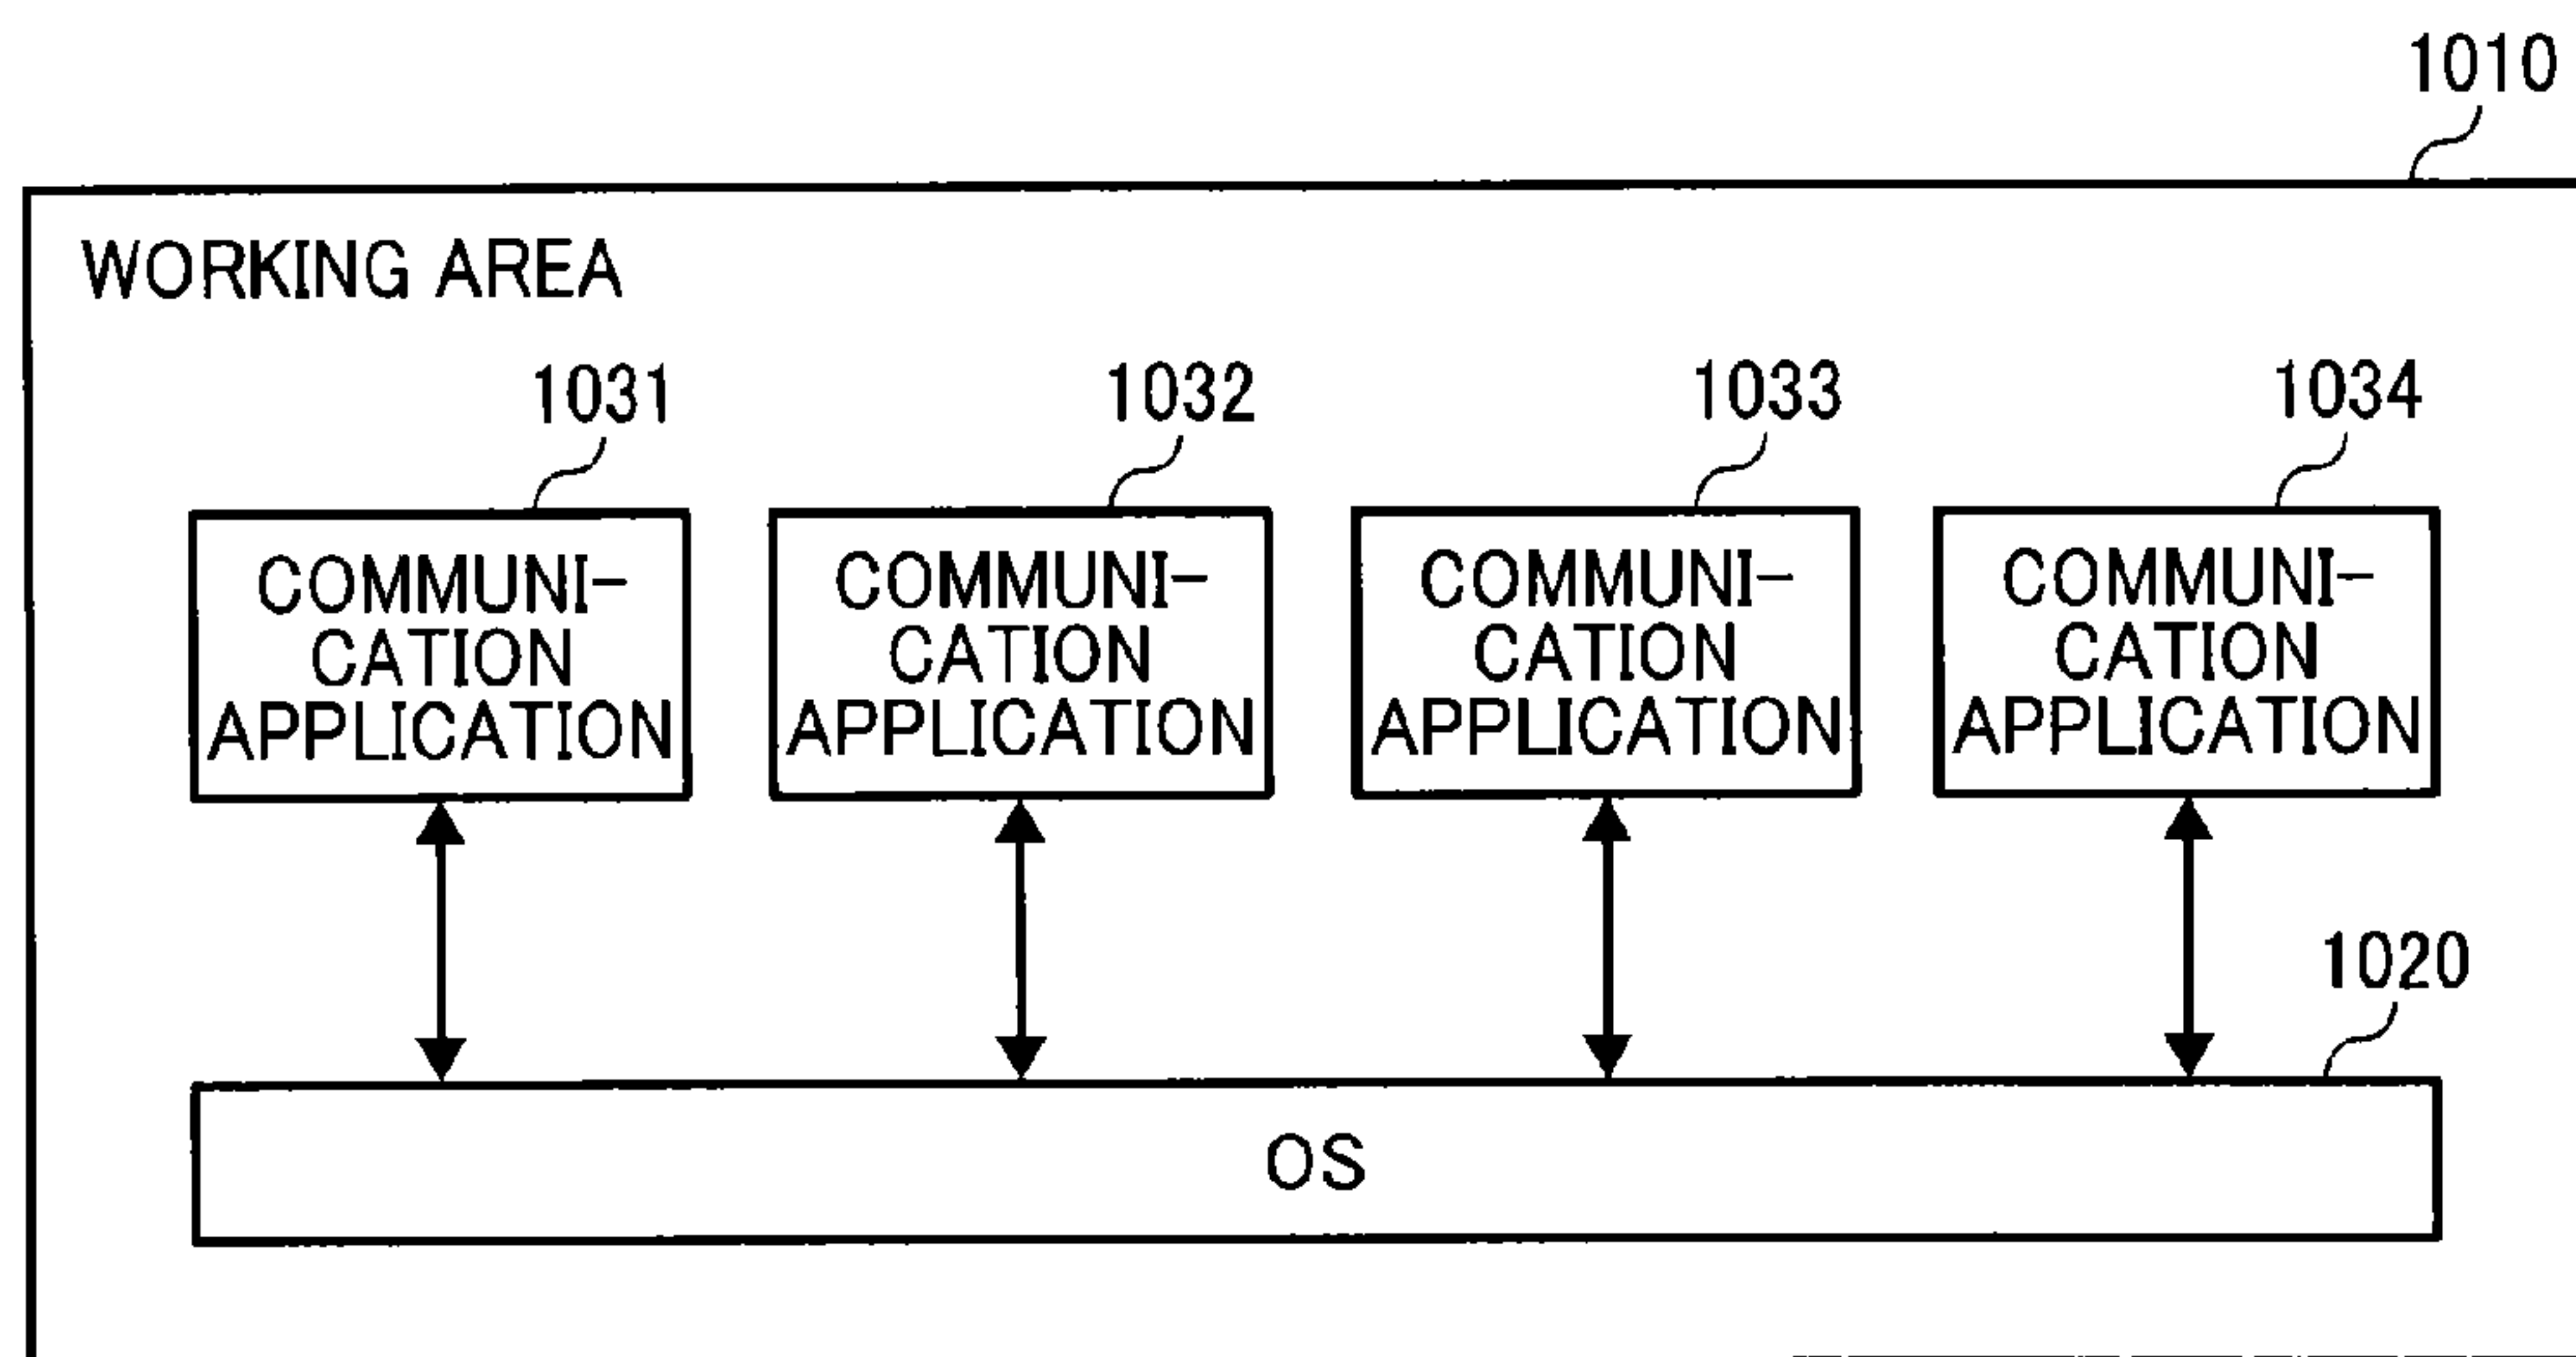 1010
WORKING AREA
1031 1032 1033 1034
COMMUNI- COMMUNI- COMMUNI- COMMUNI-
CATION CATION CATION CATION
APPLICATION APPLICATION APPLICATION APPLICATION
1020
OS